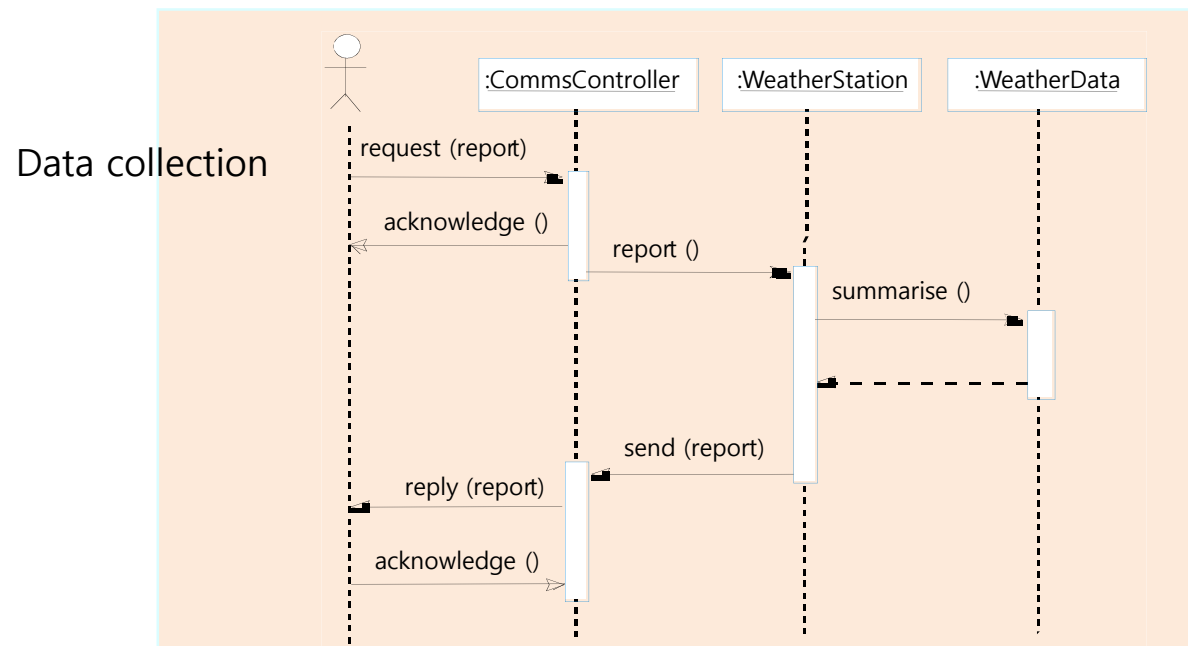 :CommsController
:WeatherStation
:WeatherData
Data collection
request (report)
acknowledge ()
report ()
summarise ()
send (report)
reply (report)
acknowledge ()